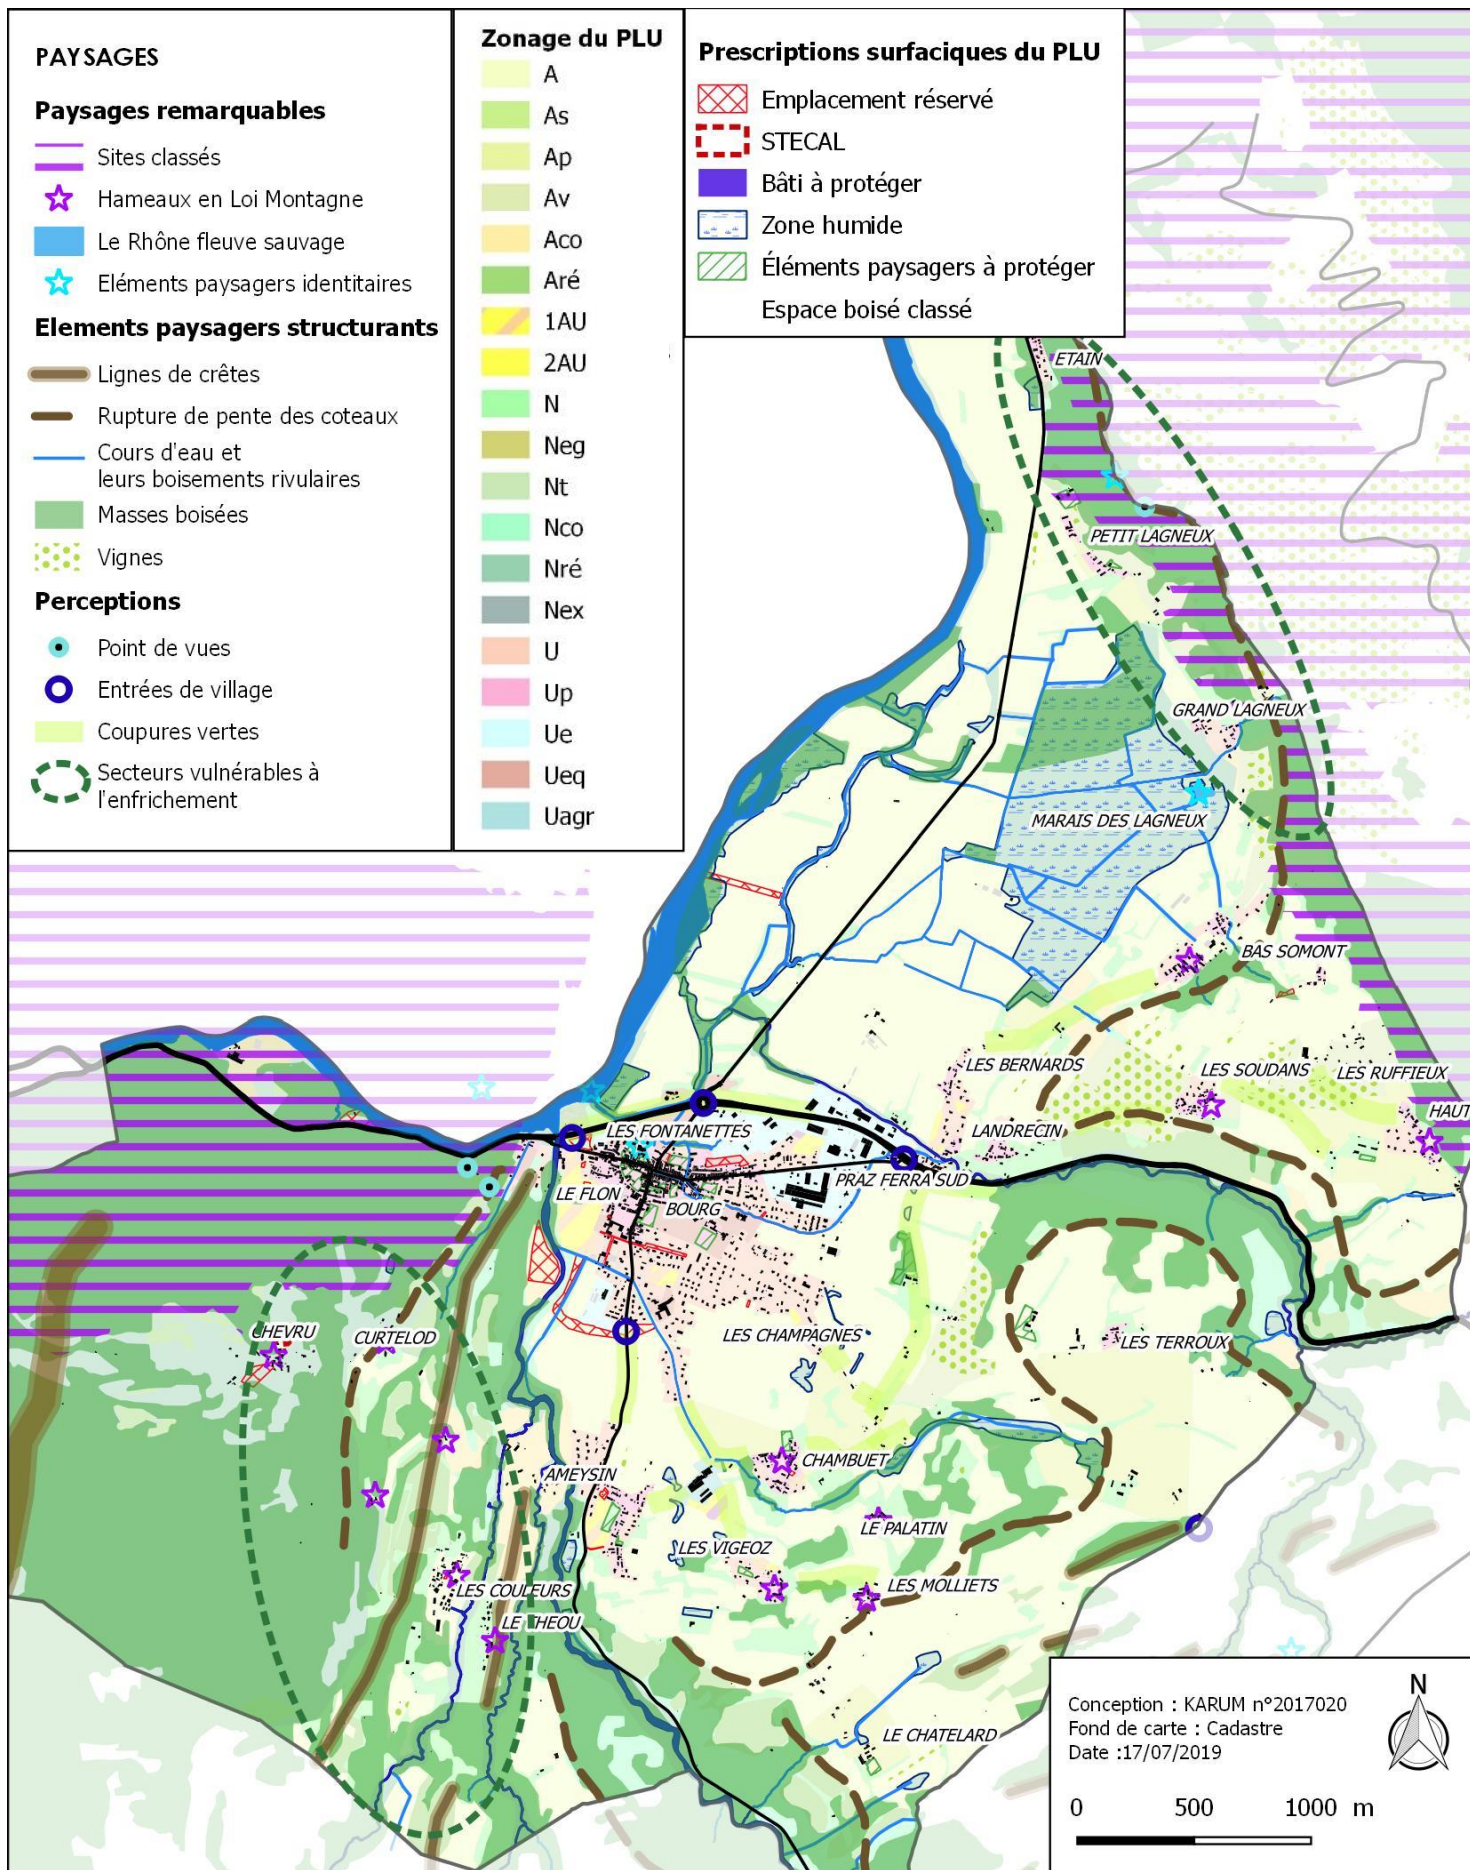 PAYSAGES
Paysages remarquables
Sites classés
Hameaux en Loi Montagne
Le Rhône fleuve sauvage
Eléments paysagers identitaires
Elements paysagers structurants
Lignes de crêtes
Rupture de pente des coteaux
Cours d'eau et
leurs boisements rivulaires
Masses boisées
Vignes
Perceptions
Point de vues
Entrées de village
Coupures vertes
Secteurs vulnérables à
l'enfrichement
Zonage du PLU
A
As
Ap
Av
Aco
Aré
1AU
2AU
N
Neg
Nt
Nco
Nré
Nex
U
Up
Ue
Ueq
Uagr
Prescriptions surfaciques du PLU
Emplacement réservé
STECAL
Bâti à protéger
Zone humide
Éléments paysagers à protéger
Espace boisé classé
ETAIN
PETIT LAGNEUX
GRAND LAGNEUX
MARAIS DES LAGNEUX
BAS SOMONT
LES BERNARDS
LES SOUDANS
LES RUFFIEUX
HAUT
LES FONTANETTES
LANDRECIN
PRAZ FERRA SUD
LE FLON
BOURG
CHEVRU
CURTELOD
LES CHAMPAGNES
LES TERROUX
AMEYSIN
CHAMBUET
LE PALATIN
LES VIGEOZ
LES COULEURS
LES MOLLIETS
LE THEOU
LE CHATELARD
Conception : KARUM n°2017020
Fond de carte : Cadastre
Date :17/07/2019
N
0 500 1000 m